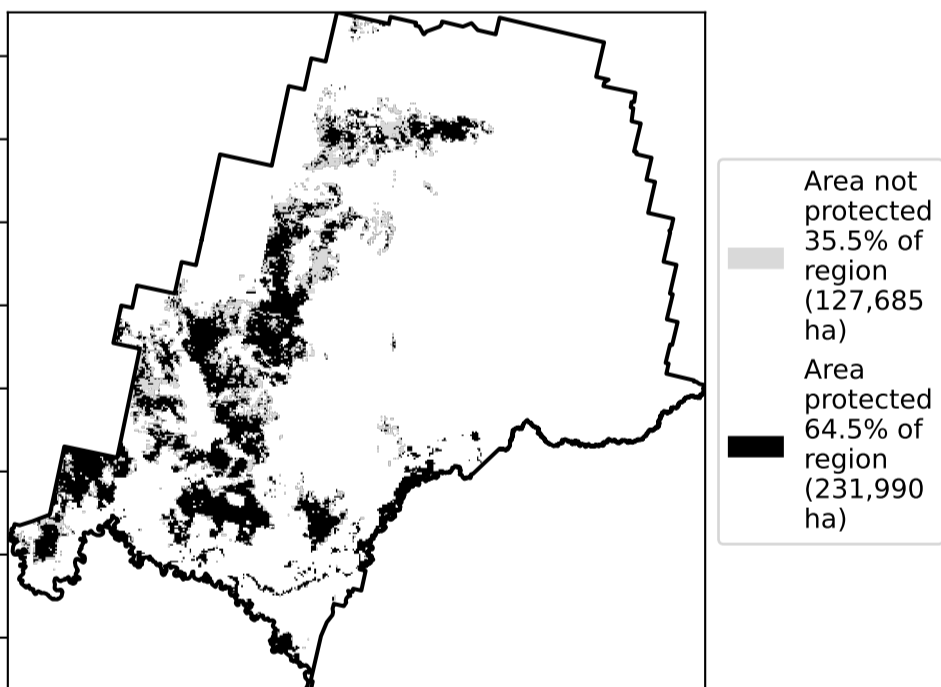 Area not
protected
35.5% of
region
(127,685
ha)
Area
protected
64.5% of
region
(231,990
ha)